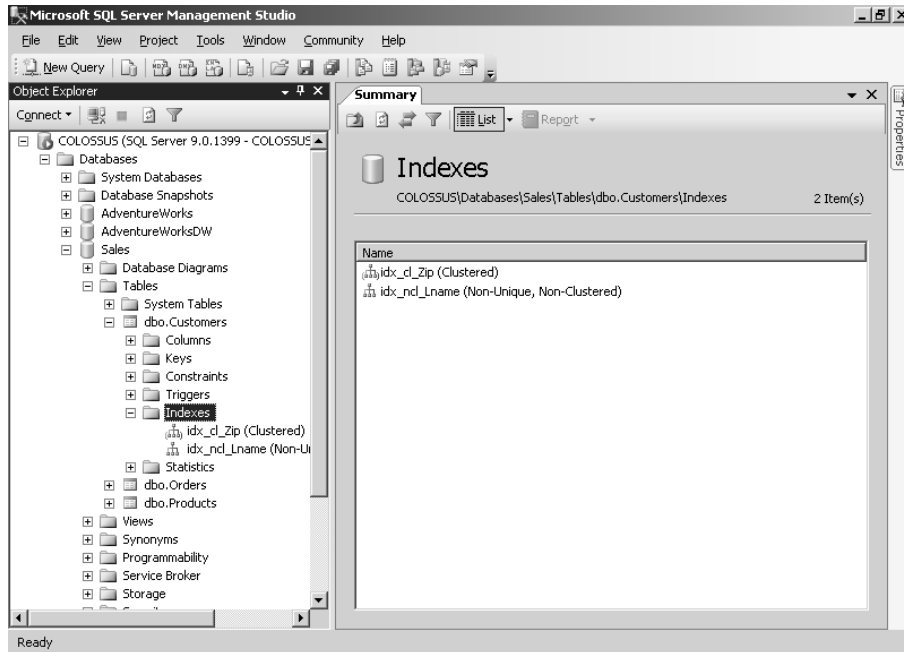 Microsoft SQL Server Management Studio
File Edit View Project Tools Window Community Help
New Query
Object Explorer
Connect
COLOSSUS (SQL Server 9.0.1399 - COLOSSUS
Databases
System Databases
Database Snapshots
AdventureWorks
AdventureWorksDW
Sales
Database Diagrams
Tables
System Tables
dbo.Customers
Columns
Keys
Constraints
Triggers
Indexes
idx_cl_Zip (Clustered)
idx_ncl_Lname (Non-Un
Statistics
dbo.Orders
dbo.Products
Views
Synonyms
Programmability
Service Broker
Storage
Summary
List Report
Indexes
COLOSSUS\Databases\Sales\Tables\dbo.Customers\Indexes 2 Item(s)
Name
idx_cl_Zip (Clustered)
idx_ncl_Lname (Non-Unique, Non-Clustered)
Properties
Ready